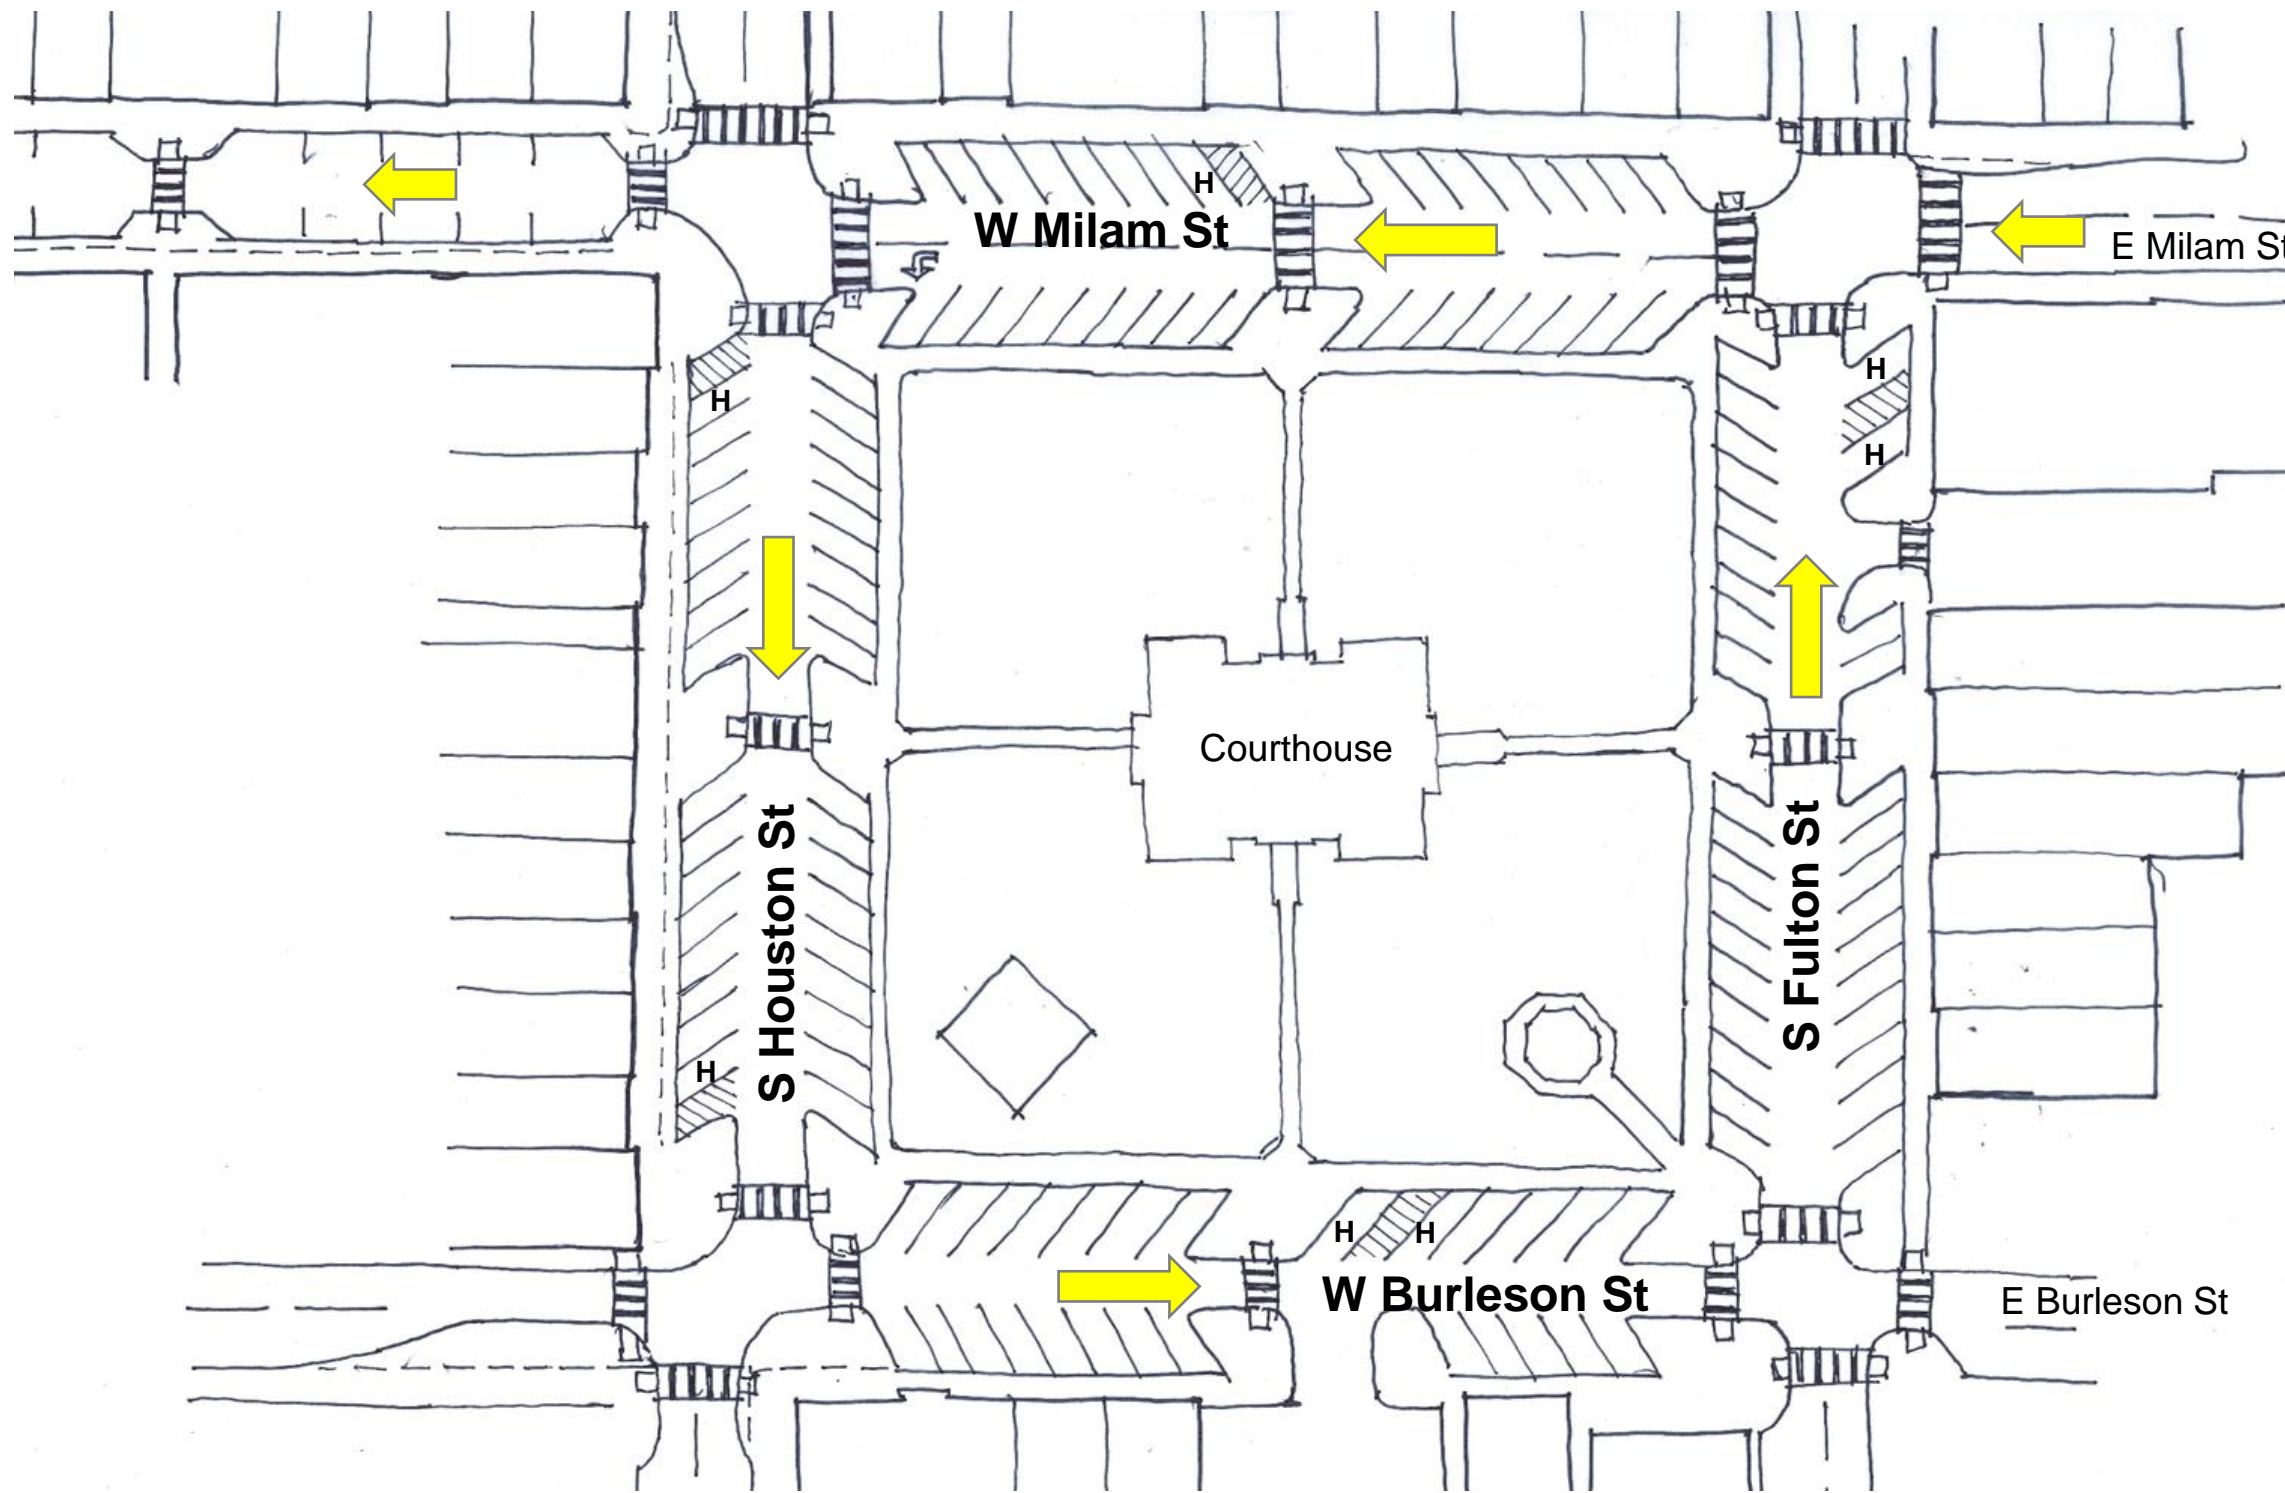 H
W Milam St
E Milam St
H
H
H
Courthouse
S Houston St
S Fulton St
H
H
H
W Burleson St
E Burleson St